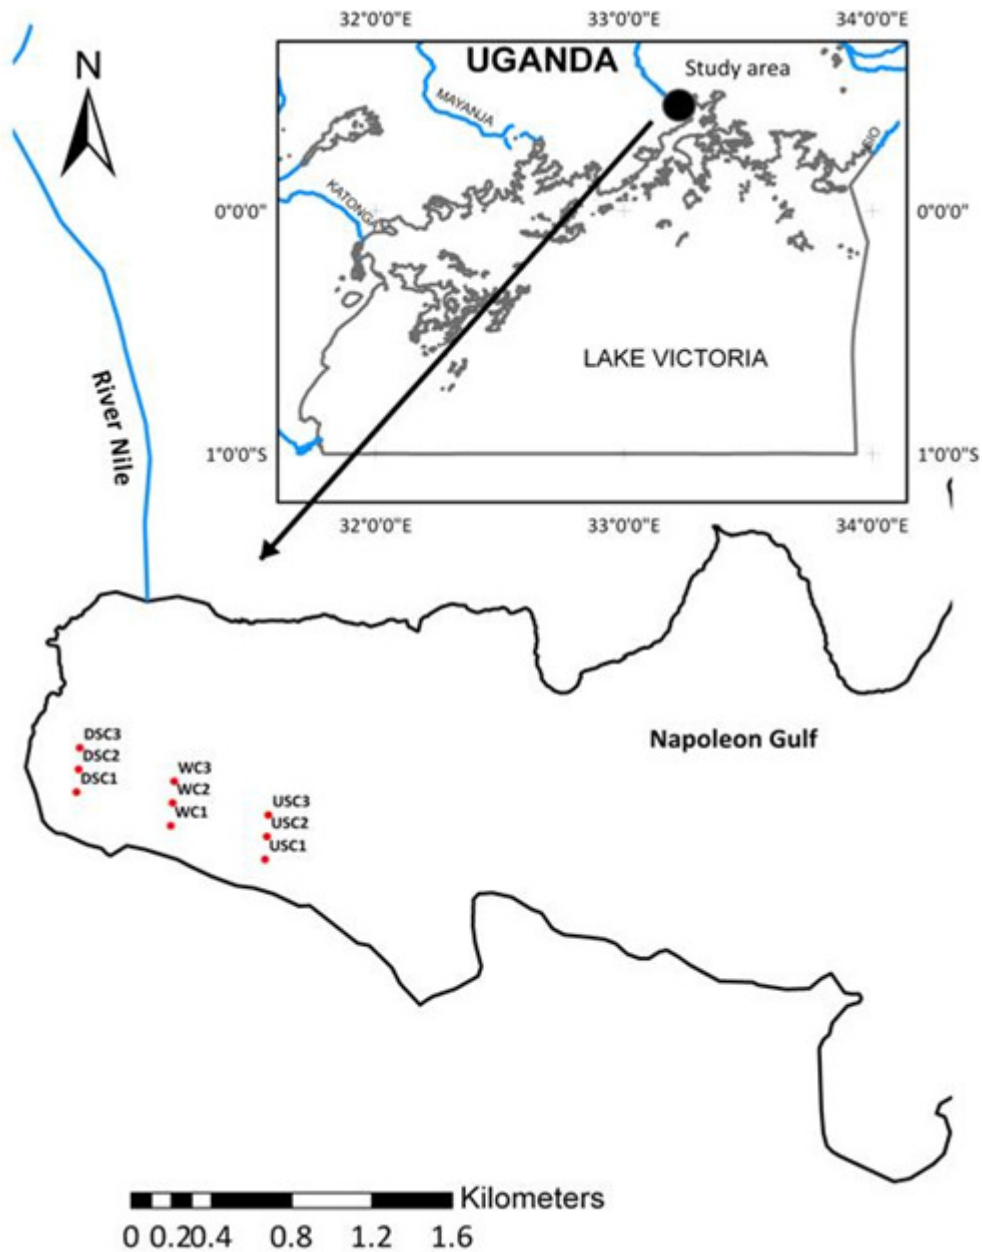 32°0'0"E 33°0'0"E 34°0'0"E
N
UGANDA
Study area
MAYANJA
SIO
KATONGA
0°0'0" 0°0'0"
LAKE VICTORIA
River Nile
1°0'0"S 1°0'0"S
32°0'0"E 33°0'0"E 34°0'0"E
Napoleon Gulf
DSC3
DSC2
DSC1
WC3
WC2
WC1
USC3
USC2
USC1
Kilometers
0 0.20.4 0.8 1.2 1.6